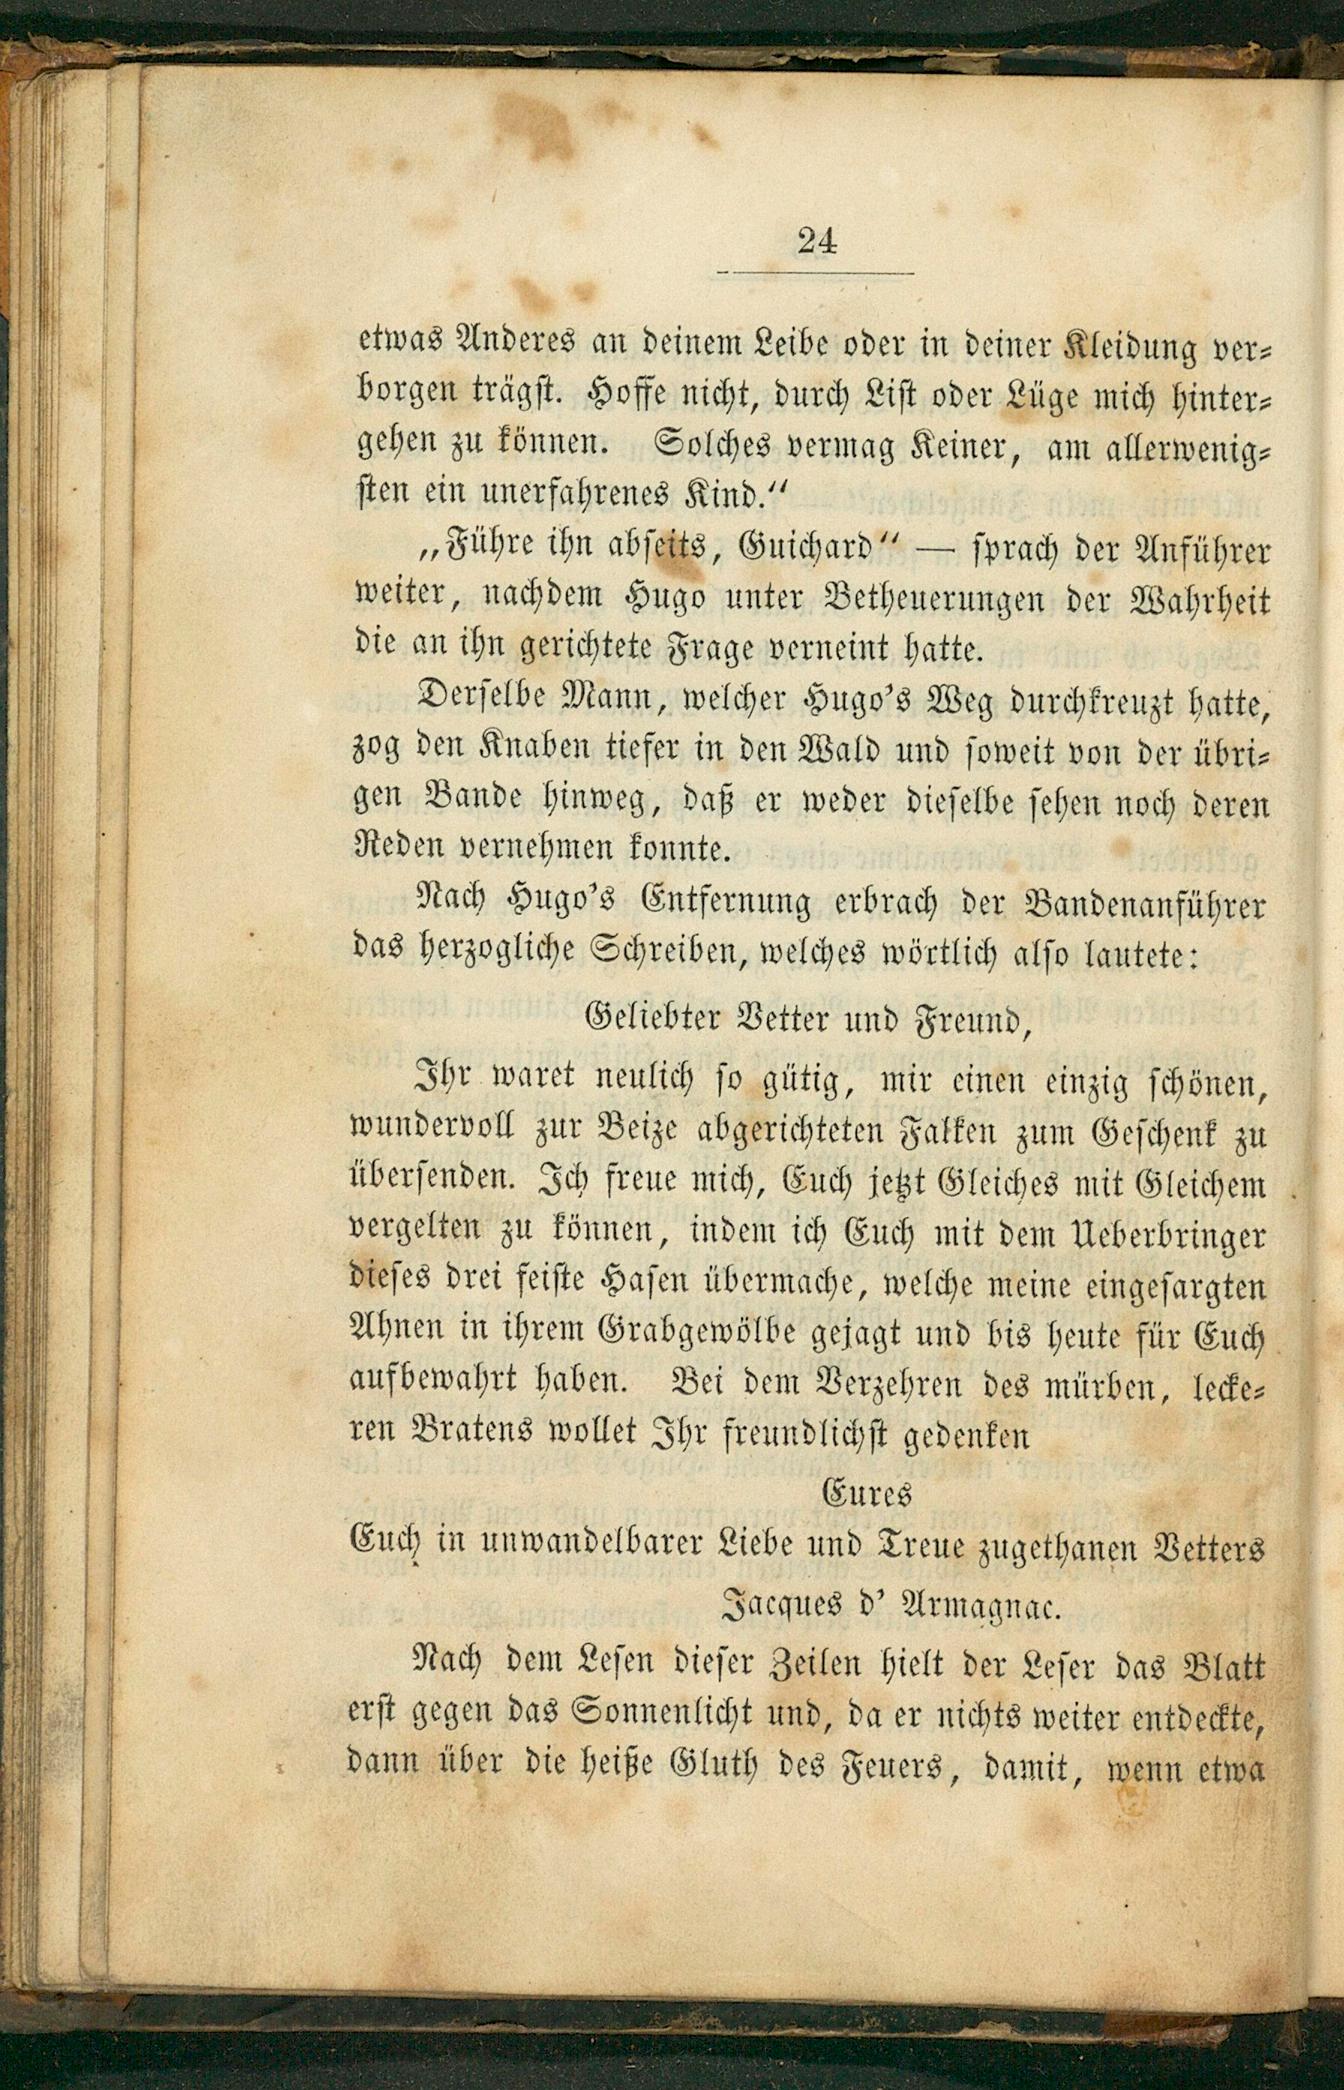 24
etwas Anderes an deinem Leibe oder in deiner Kleidung ver-
borgen trägst. Hoffe nicht, durch List oder Lüge mich hinter-
gehen zu können. Solches vermag Keiner, am allerwenig-
sten ein unerfahrenes Kind.“
„Führe ihn abseits, Guichard“ — sprach der Anführer
weiter, nachdem Hugo unter Betheuerungen der Wahrheit
die an ihn gerichtete Frage verneint hatte.
Derselbe Mann, welcher Hugo’s Weg durchkreuzt hatte,
zog den Knaben tiefer in den Wald und soweit von der übri-
gen Bande hinweg, daß er weder dieselbe sehen noch deren
Reden vernehmen konnte.
Nach Hugo’s Entfernung erbrach der Bandenanführer
das herzogliche Schreiben, welches wörtlich also lautete:
Geliebter Vetter und Freund,
Ihr waret neulich so gütig, mir einen einzig schönen,
wundervoll zur Beize abgerichteten Falken zum Geschenk zu
übersenden. Ich freue mich, Euch jetzt Gleiches mit Gleichem
vergelten zu können, indem ich Euch mit dem Ueberbringer
dieses drei feiste Hasen übermache, welche meine eingesargten
Ahnen in ihrem Grabgewölbe gejagt und bis heute für Euch
aufbewahrt haben. Bei dem Verzehren des mürben, lecke-
ren Bratens wollet Ihr freundlichst gedenken
Eures
Euch in unwandelbarer Liebe und Treue zugethanen Vetters
Jacques d’ Armagnac.
Nach dem Lesen dieser Zeilen hielt der Leser das Blatt
erst gegen das Sonnenlicht und, da er nichts weiter entdeckte,
dann über die heiße Gluth des Feuers, damit, wenn etwa